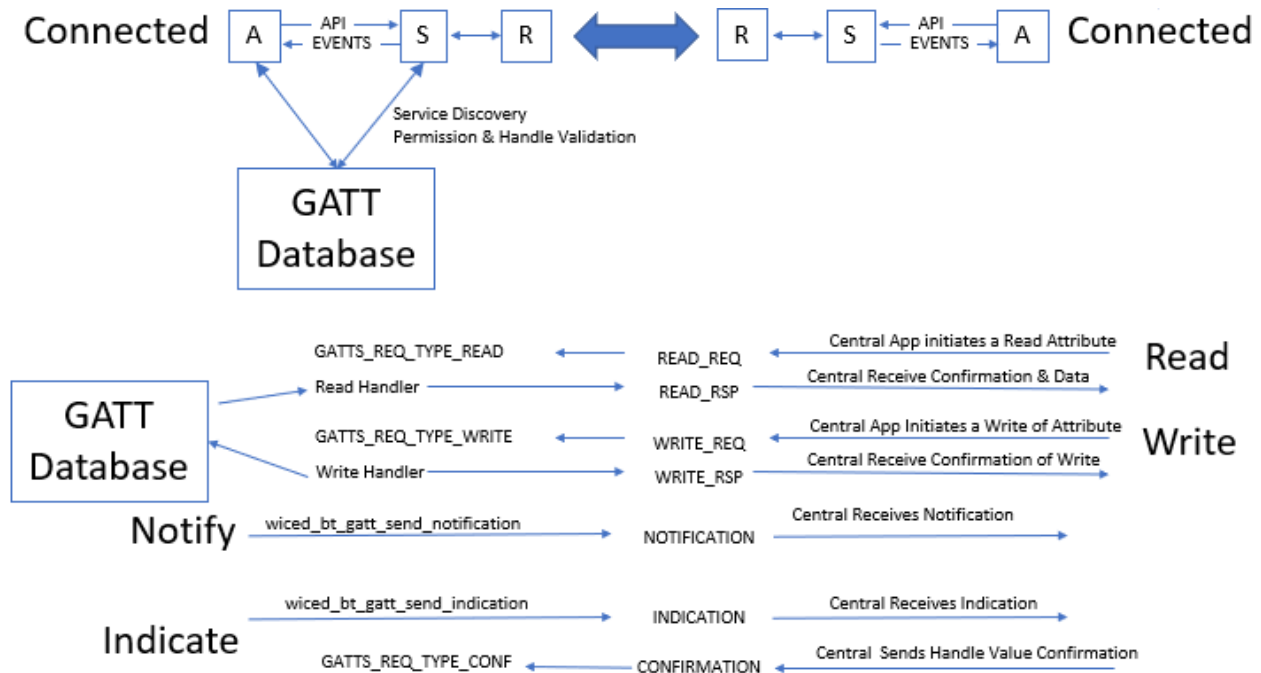 Connected
A
API
EVENTS
S
R
R
S
API
EVENTS
A
Connected
Service Discovery
Permission & Handle Validation
GATT
Database
GATTS_REQ_TYPE_READ
READ_REQ
Central App initiates a Read Attribute
Read
Read Handler
READ_RSP
Central Receive Confirmation & Data
GATT
Database
GATTS_REQ_TYPE_WRITE
WRITE_REQ
Central App Initiates a Write of Attribute
Write
Write Handler
WRITE_RSP
Central Receive Confirmation of Write
Notify
wiced_bt_gatt_send_notification
NOTIFICATION
Central Receives Notification
Indicate
wiced_bt_gatt_send_indication
INDICATION
Central Receives Indication
GATTS_REQ_TYPE_CONF
CONFIRMATION
Central Sends Handle Value Confirmation